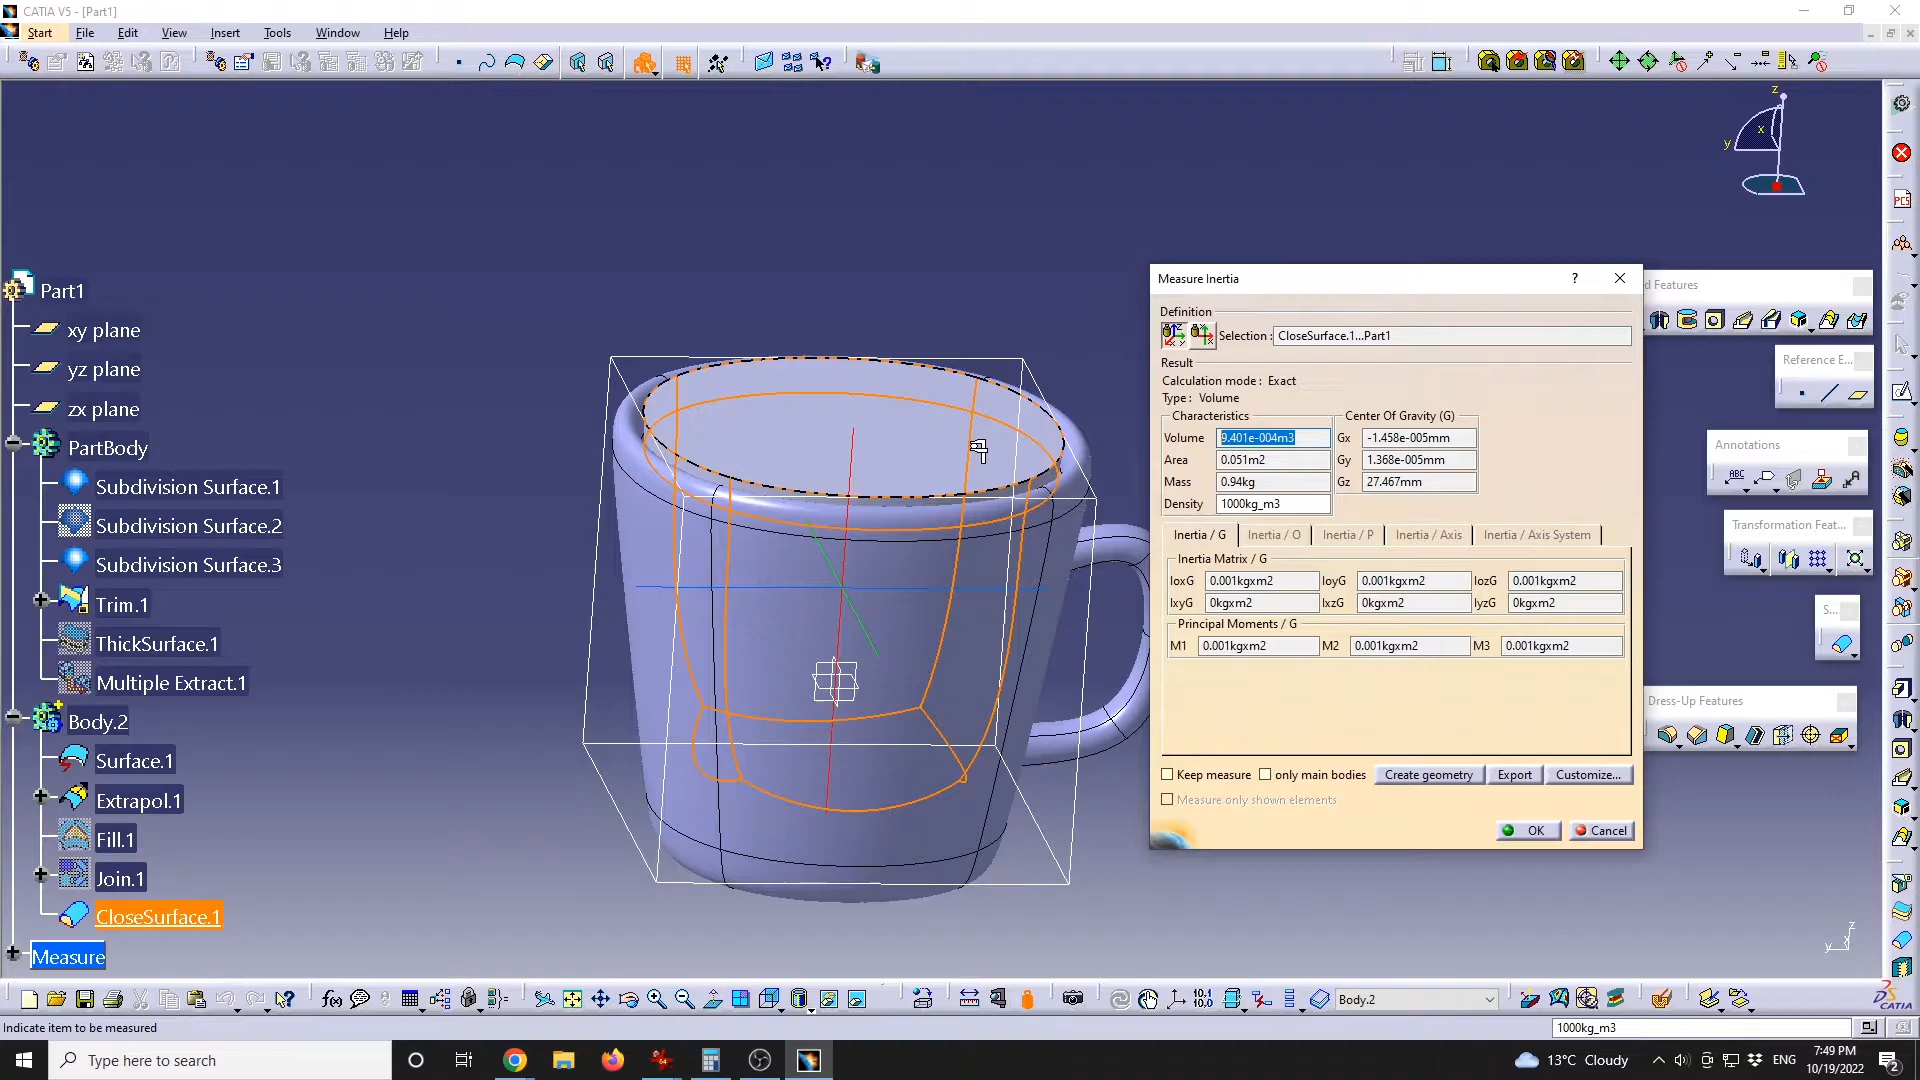 CATIA V5 - [Part1]
Start File Edit View Insert Tools Window Help
z
x
y
Part1
xy plane
yz plane
zx plane
PartBody
Subdivision Surface.1
Subdivision Surface.2
Subdivision Surface.3
Trim.1
ThickSurface.1
Multiple Extract.1
Body.2
Surface.1
Extrapol.1
Fill.1
Join.1
CloseSurface.1
Measure
Measure Inertia
?
Definition
Selection : CloseSurface.1...Part1
Result
Calculation mode : Exact
Type : Volume
Characteristics Center Of Gravity (G)
Volume 9.401e-004m3 Gx -1.458e-005mm
Area 0.051m2 Gy 1.368e-005mm
Mass 0.94kg Gz 27.467mm
Density 1000kg_m3
Inertia / G Inertia / O Inertia / P Inertia / Axis Inertia / Axis System
Inertia Matrix / G
IoxG 0.001kgxm2 IoyG 0.001kgxm2 IozG 0.001kgxm2
IxyG 0kgxm2 IxzG 0kgxm2 IyzG 0kgxm2
Principal Moments / G
M1 0.001kgxm2 M2 0.001kgxm2 M3 0.001kgxm2
Keep measure only main bodies Create geometry Export Customize...
Measure only shown elements
OK Cancel
d Features
Reference E...
Annotations
ABC
Transformation Feat...
S...
Dress-Up Features
PCS
z
x
y
f(x)
10.1
10.0
Body.2
CATIA
Indicate item to be measured
1000kg_m3
Type here to search
13°C Cloudy
ENG
7:49 PM
10/19/2022
2